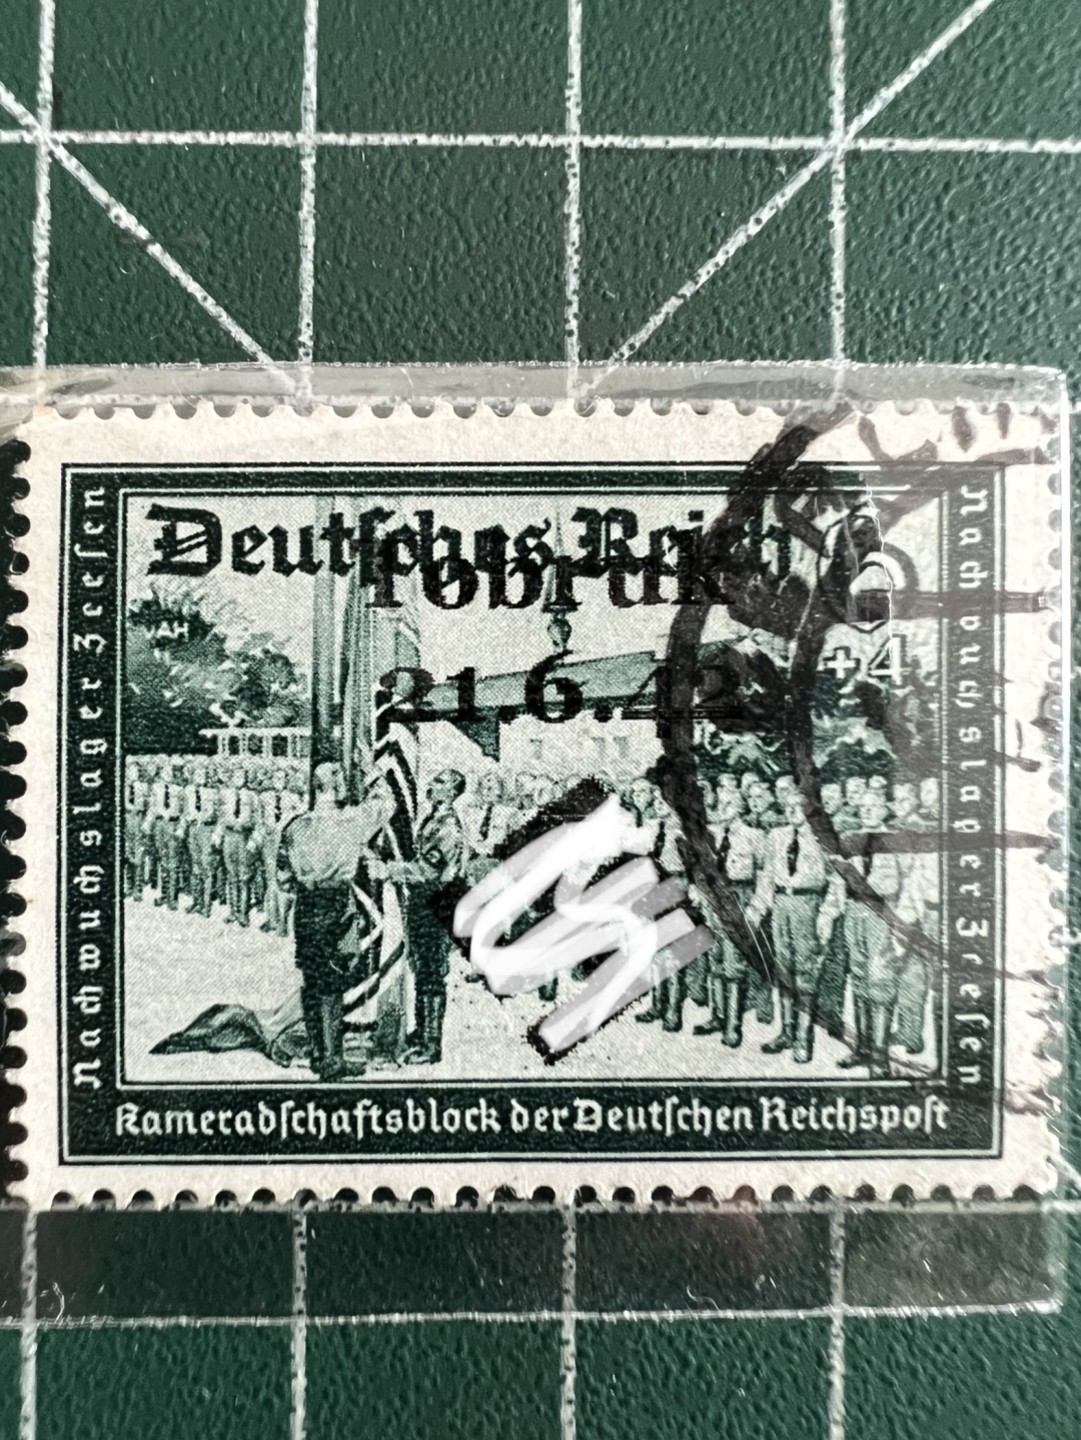 Deutsches Reich
Tobruk
21.6.42
+4
Nachwuchslager Zeesen
Nachwuchslager Zeesen
Kameradschaftsblock der Deutschen Reichspost